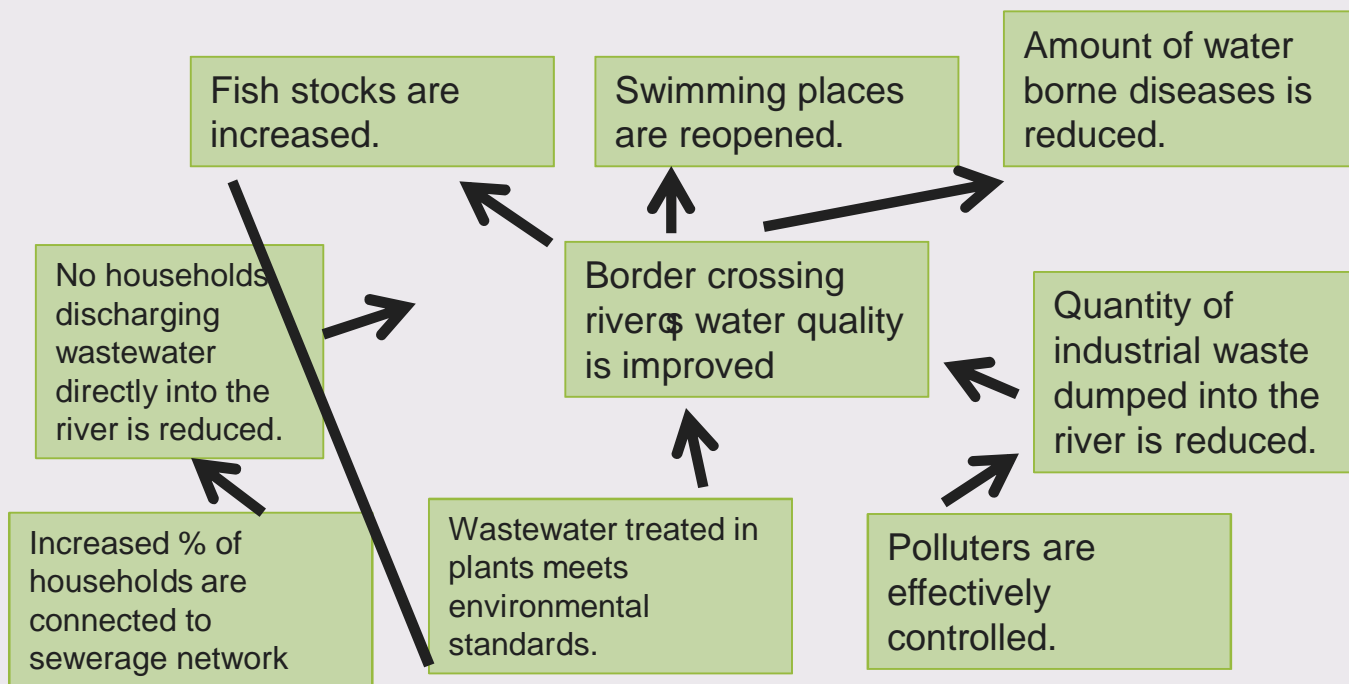 Fish stocks are
increased.
Swimming places
are reopened.
Amount of water
borne diseases is
reduced.
No households
discharging
wastewater
directly into the
river is reduced.
Border crossing
water quality
is improved
Quantity of
industrial waste
dumped into the
river is reduced.
Increased % of
households are
connected to
sewerage network
Wastewater treated in
plants meets
environmental
standards.
Polluters are
effectively
controlled.